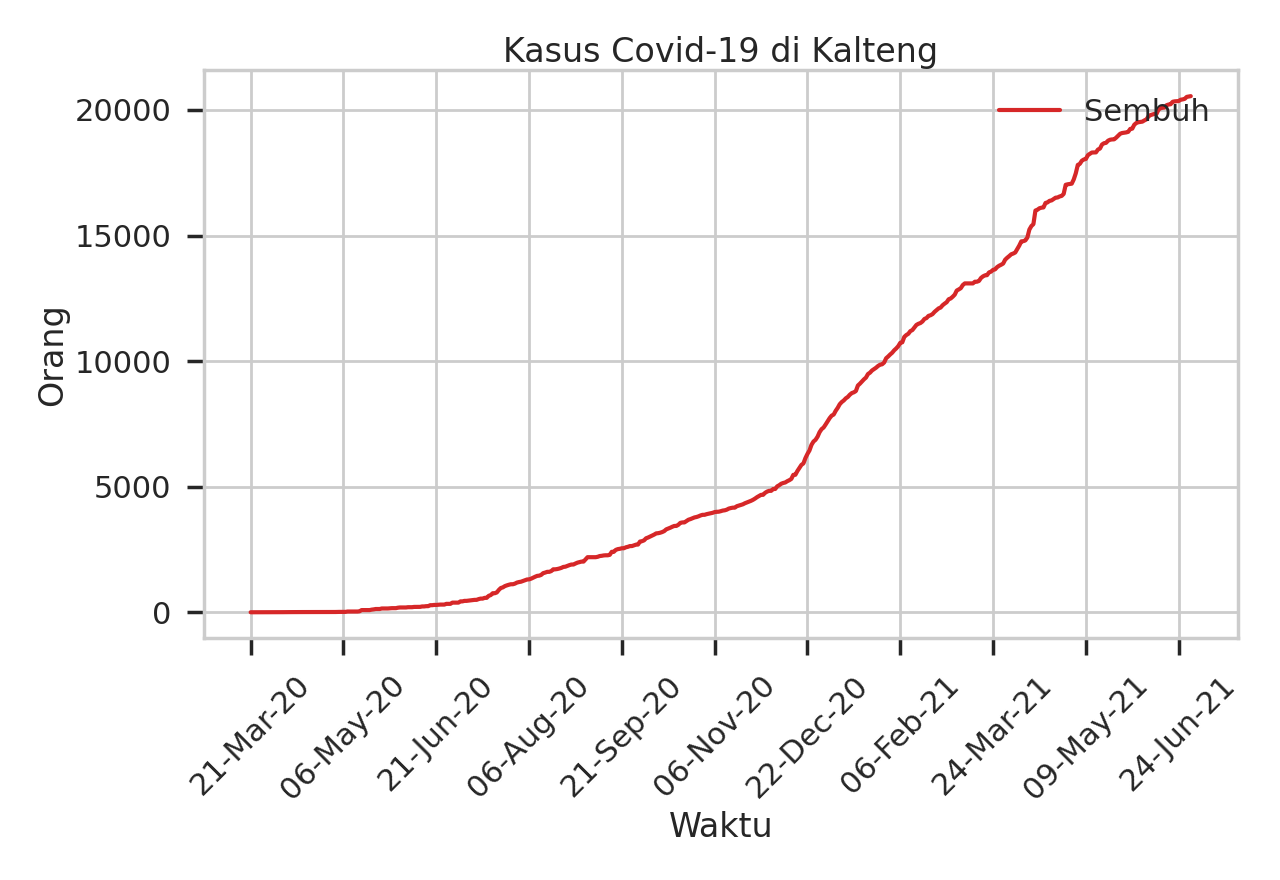 Kasus Covid-19 di Kalteng
Sembuh
Orang
20000
15000
10000
5000
0
21-Mar-20
06-May-20
21-Jun-20
06-Aug-20
21-Sep-20
06-Nov-20
22-Dec-20
06-Feb-21
24-Mar-21
09-May-21
24-Jun-21
Waktu